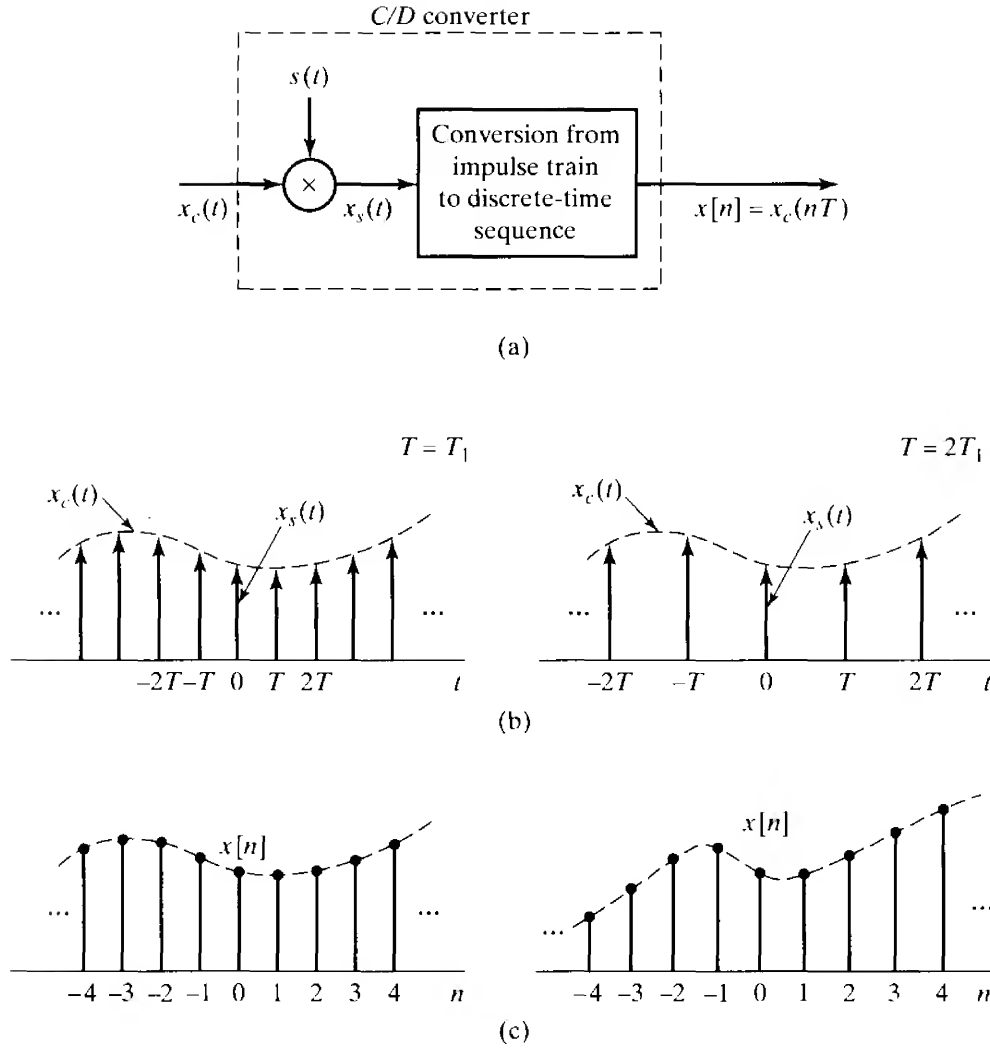 C/D converter
s(t)
×
x_c(t)
x_s(t)
Conversion from
impulse train
to discrete-time
sequence
x[n] = x_c(nT)
(a)
T = T_1
x_c(t)
x_s(t)
...
...
−2T −T 0 T 2T t
T = 2T_1
x_c(t)
x_s(t)
...
...
−2T −T 0 T 2T t
(b)
x[n]
...
...
−4 −3 −2 −1 0 1 2 3 4 n
x[n]
...
...
−4 −3 −2 −1 0 1 2 3 4 n
(c)